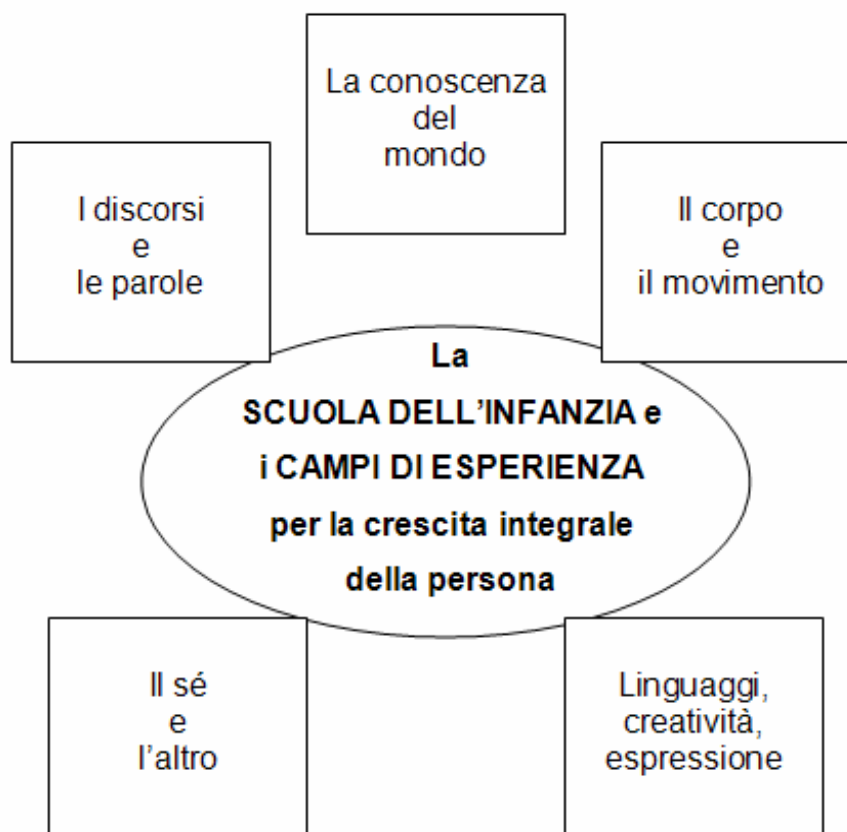 La conoscenza
del
mondo
I discorsi
e
le parole
Il corpo
e
il movimento
La
SCUOLA DELL’INFANZIA e
i CAMPI DI ESPERIENZA
per la crescita integrale
della persona
Il sé
e
l’altro
Linguaggi,
creatività,
espressione